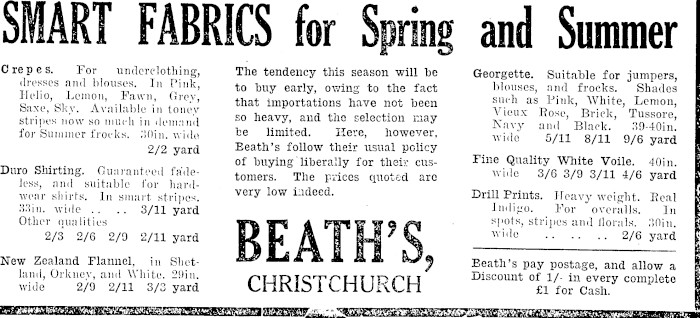 SMART FABRICS for Spring and Summer
Crepes. For underclothing,
dresses and blouses. In Pink,
Helio, Lemon, Fawn, Grey,
Saxe, Sky. Available in toney
stripes now so much in demand
for Summer frocks. 30in. wide
2/2 yard
Duro Shirting. Guaranteed fade-
less, and suitable for hard-
wear shirts. In smart stripes.
33in. wide .. .. 3/11 yard
Other qualities
2/3 2/6 2/9 2/11 yard
New Zealand Flannel, in Shet-
land, Orkney, and White. 29in.
wide 2/9 2/11 3/3 yard
The tendency this season will be
to buy early, owing to the fact
that importations have not been
so heavy, and the selection may
be limited. Here, however,
Beath's follow their usual policy
of buying liberally for their cus-
tomers. The prices quoted are
very low indeed.
BEATH'S,
CHRISTCHURCH
Georgette. Suitable for jumpers,
blouses, and frocks. Shades
such as Pink, White, Lemon,
Vieux Rose, Brick, Tussore,
Navy and Black. 39-40in.
wide 5/11 8/11 9/6 yard
Fine Quality White Voile. 40in.
wide 3/6 3/9 3/11 4/6 yard
Drill Prints. Heavy weight. Real
Indigo. For overalls. In
spots, stripes and florals. 30in.
wide .. .. .. .. 2/6 yard
Beath's pay postage, and allow a
Discount of 1/- in every complete
£1 for Cash.